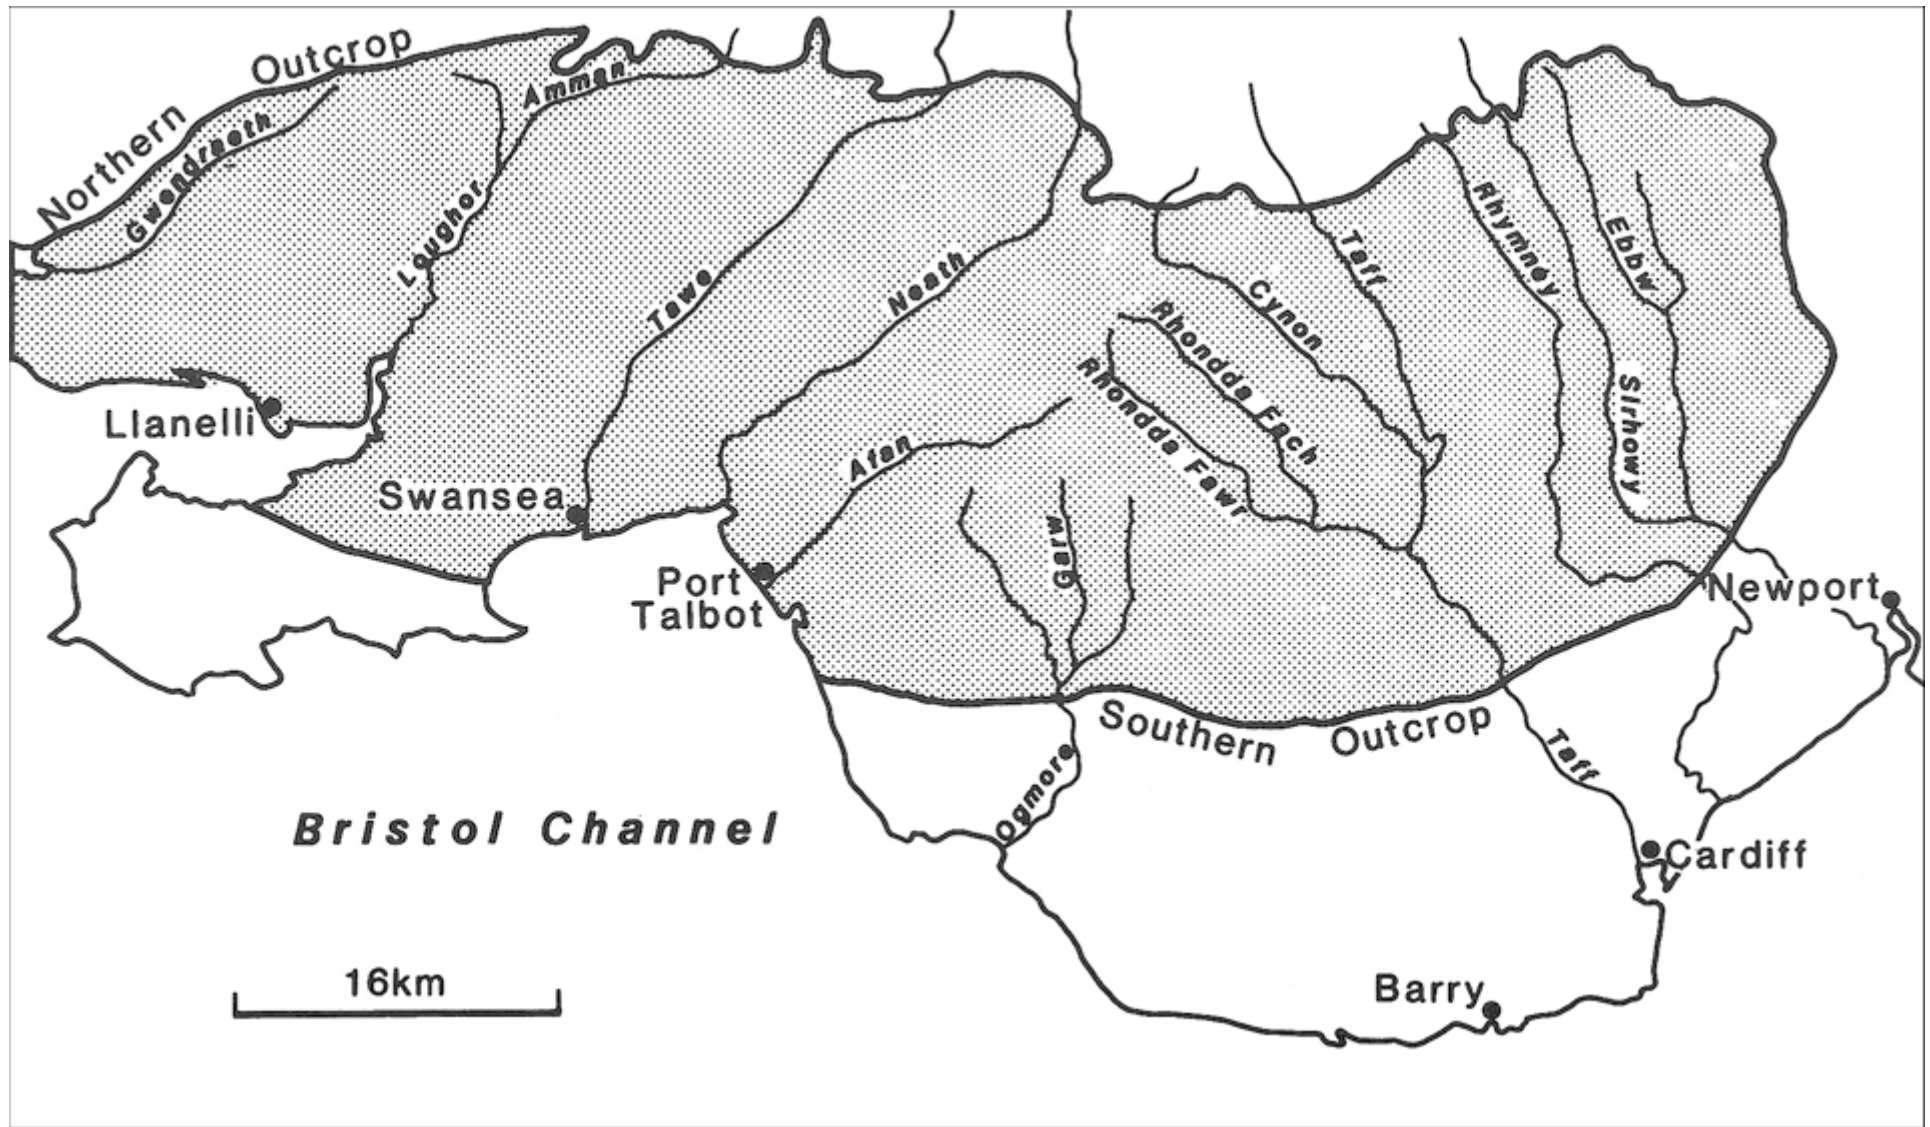 Northern Outcrop
Gwendraeth
Loughor
Amman
Tawe
Neath
Afan
Llanelli
Swansea
Port
Talbot
Garw
Ogmore
Rhondda Fawr
Rhondda Fach
Cynon
Taff
Rhymney
Sirhowy
Ebbw
Newport
Southern Outcrop
Taff
Cardiff
Barry
Bristol Channel
16km